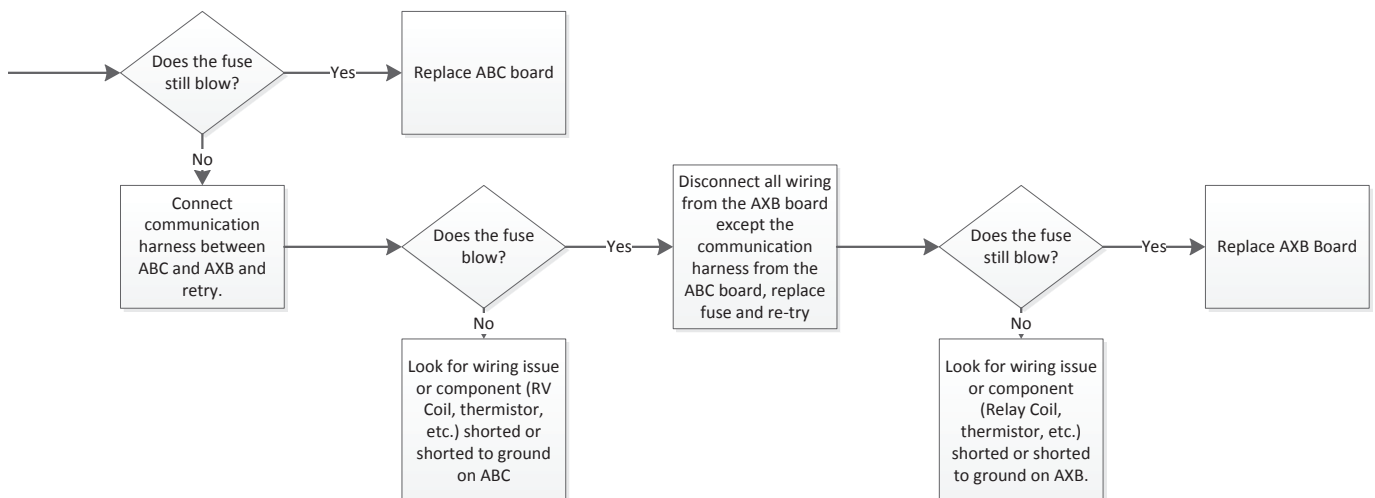 Does the fuse
still blow?
Yes
Replace ABC board
No
Connect
communication
harness between
ABC and AXB and
retry.
Does the fuse
blow?
Yes
Disconnect all wiring
from the AXB board
except the
communication
harness from the
ABC board, replace
fuse and re-try
Does the fuse
still blow?
Yes
Replace AXB Board
No
Look for wiring issue
or component (RV
Coil, thermistor,
etc.) shorted or
shorted to ground
on ABC
No
Look for wiring issue
or component
(Relay Coil,
thermistor, etc.)
shorted or shorted
to ground on AXB.